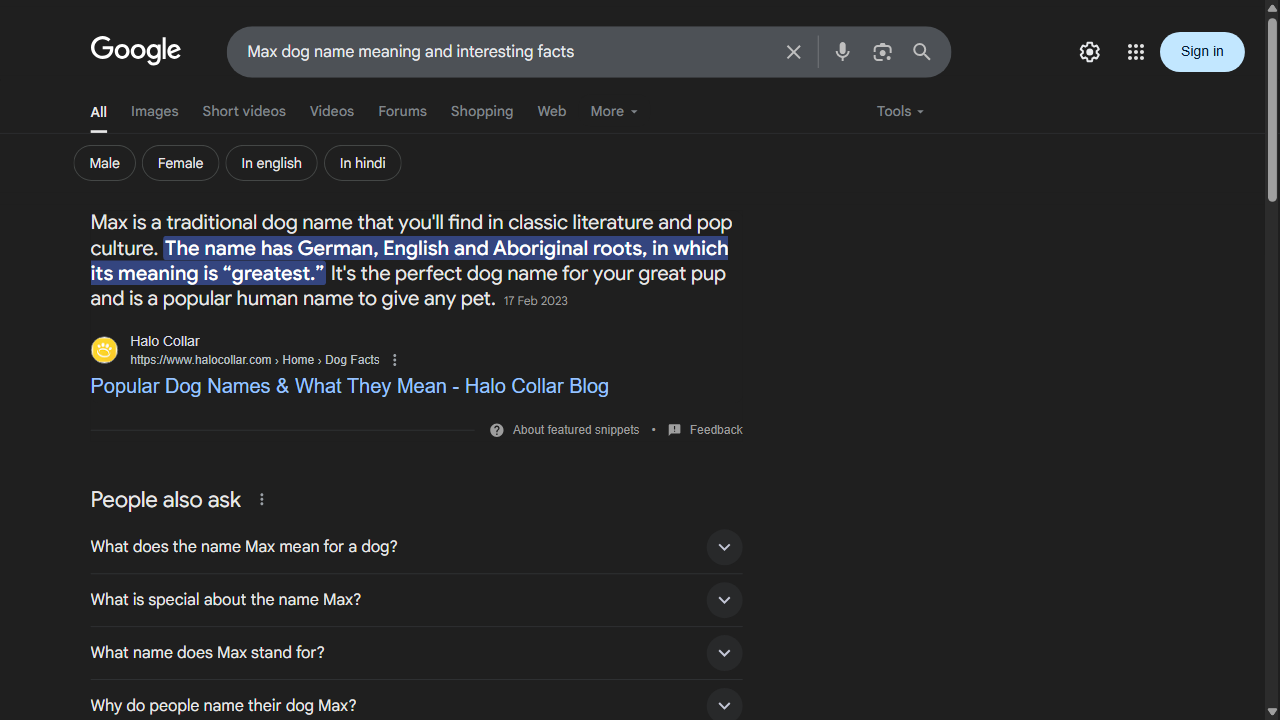 Google
Max dog name meaning and interesting facts
Sign in
All Images Short videos Videos Forums Shopping Web More Tools
Male Female In english In hindi
Max is a traditional dog name that you'll find in classic literature and pop
culture. The name has German, English and Aboriginal roots, in which
its meaning is “greatest.” It's the perfect dog name for your great pup
and is a popular human name to give any pet. 17 Feb 2023
Halo Collar
https://www.halocollar.com › Home › Dog Facts
Popular Dog Names & What They Mean - Halo Collar Blog
About featured snippets • Feedback
People also ask
What does the name Max mean for a dog?
What is special about the name Max?
What name does Max stand for?
Why do people name their dog Max?